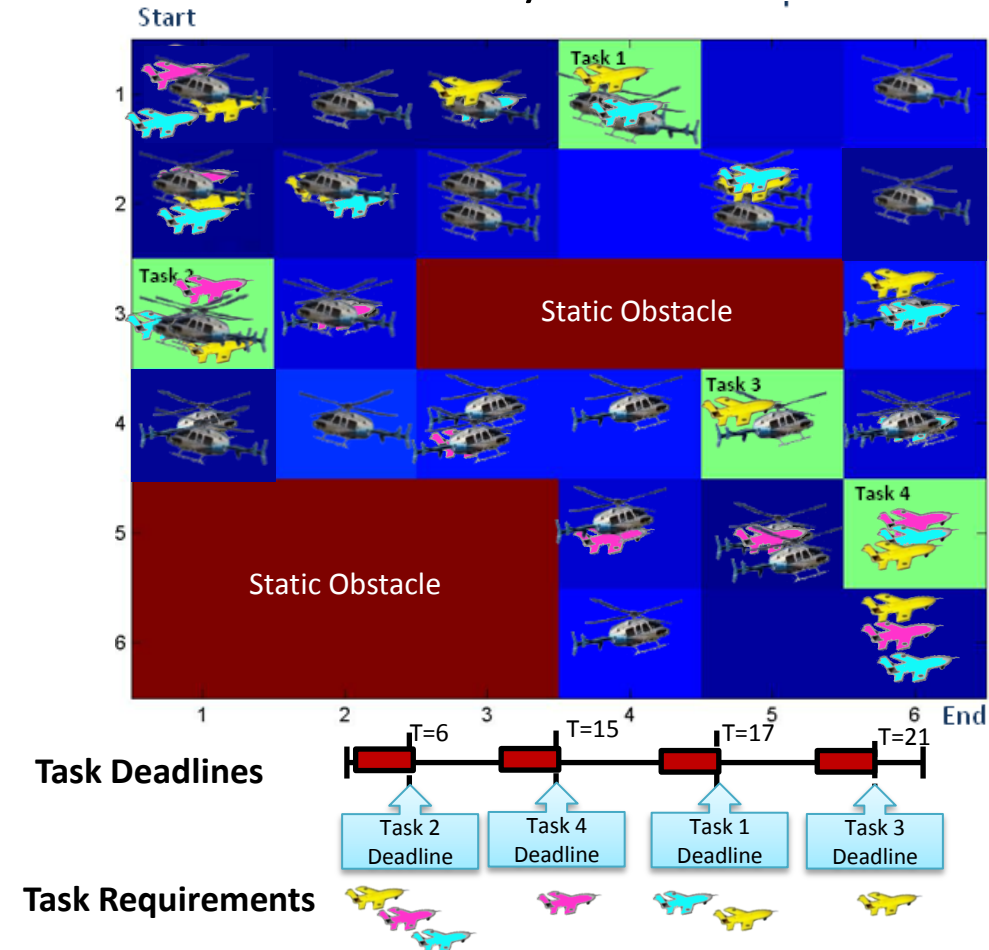 Start
Task 1
1
2
Task 2
3
Static Obstacle
Task 3
4
Task 4
5
Static Obstacle
6
1 2 3 4 5 6 End
T=6 T=15 T=17 T=21
Task Deadlines
Task 2 Deadline
Task 4 Deadline
Task 1 Deadline
Task 3 Deadline
Task Requirements